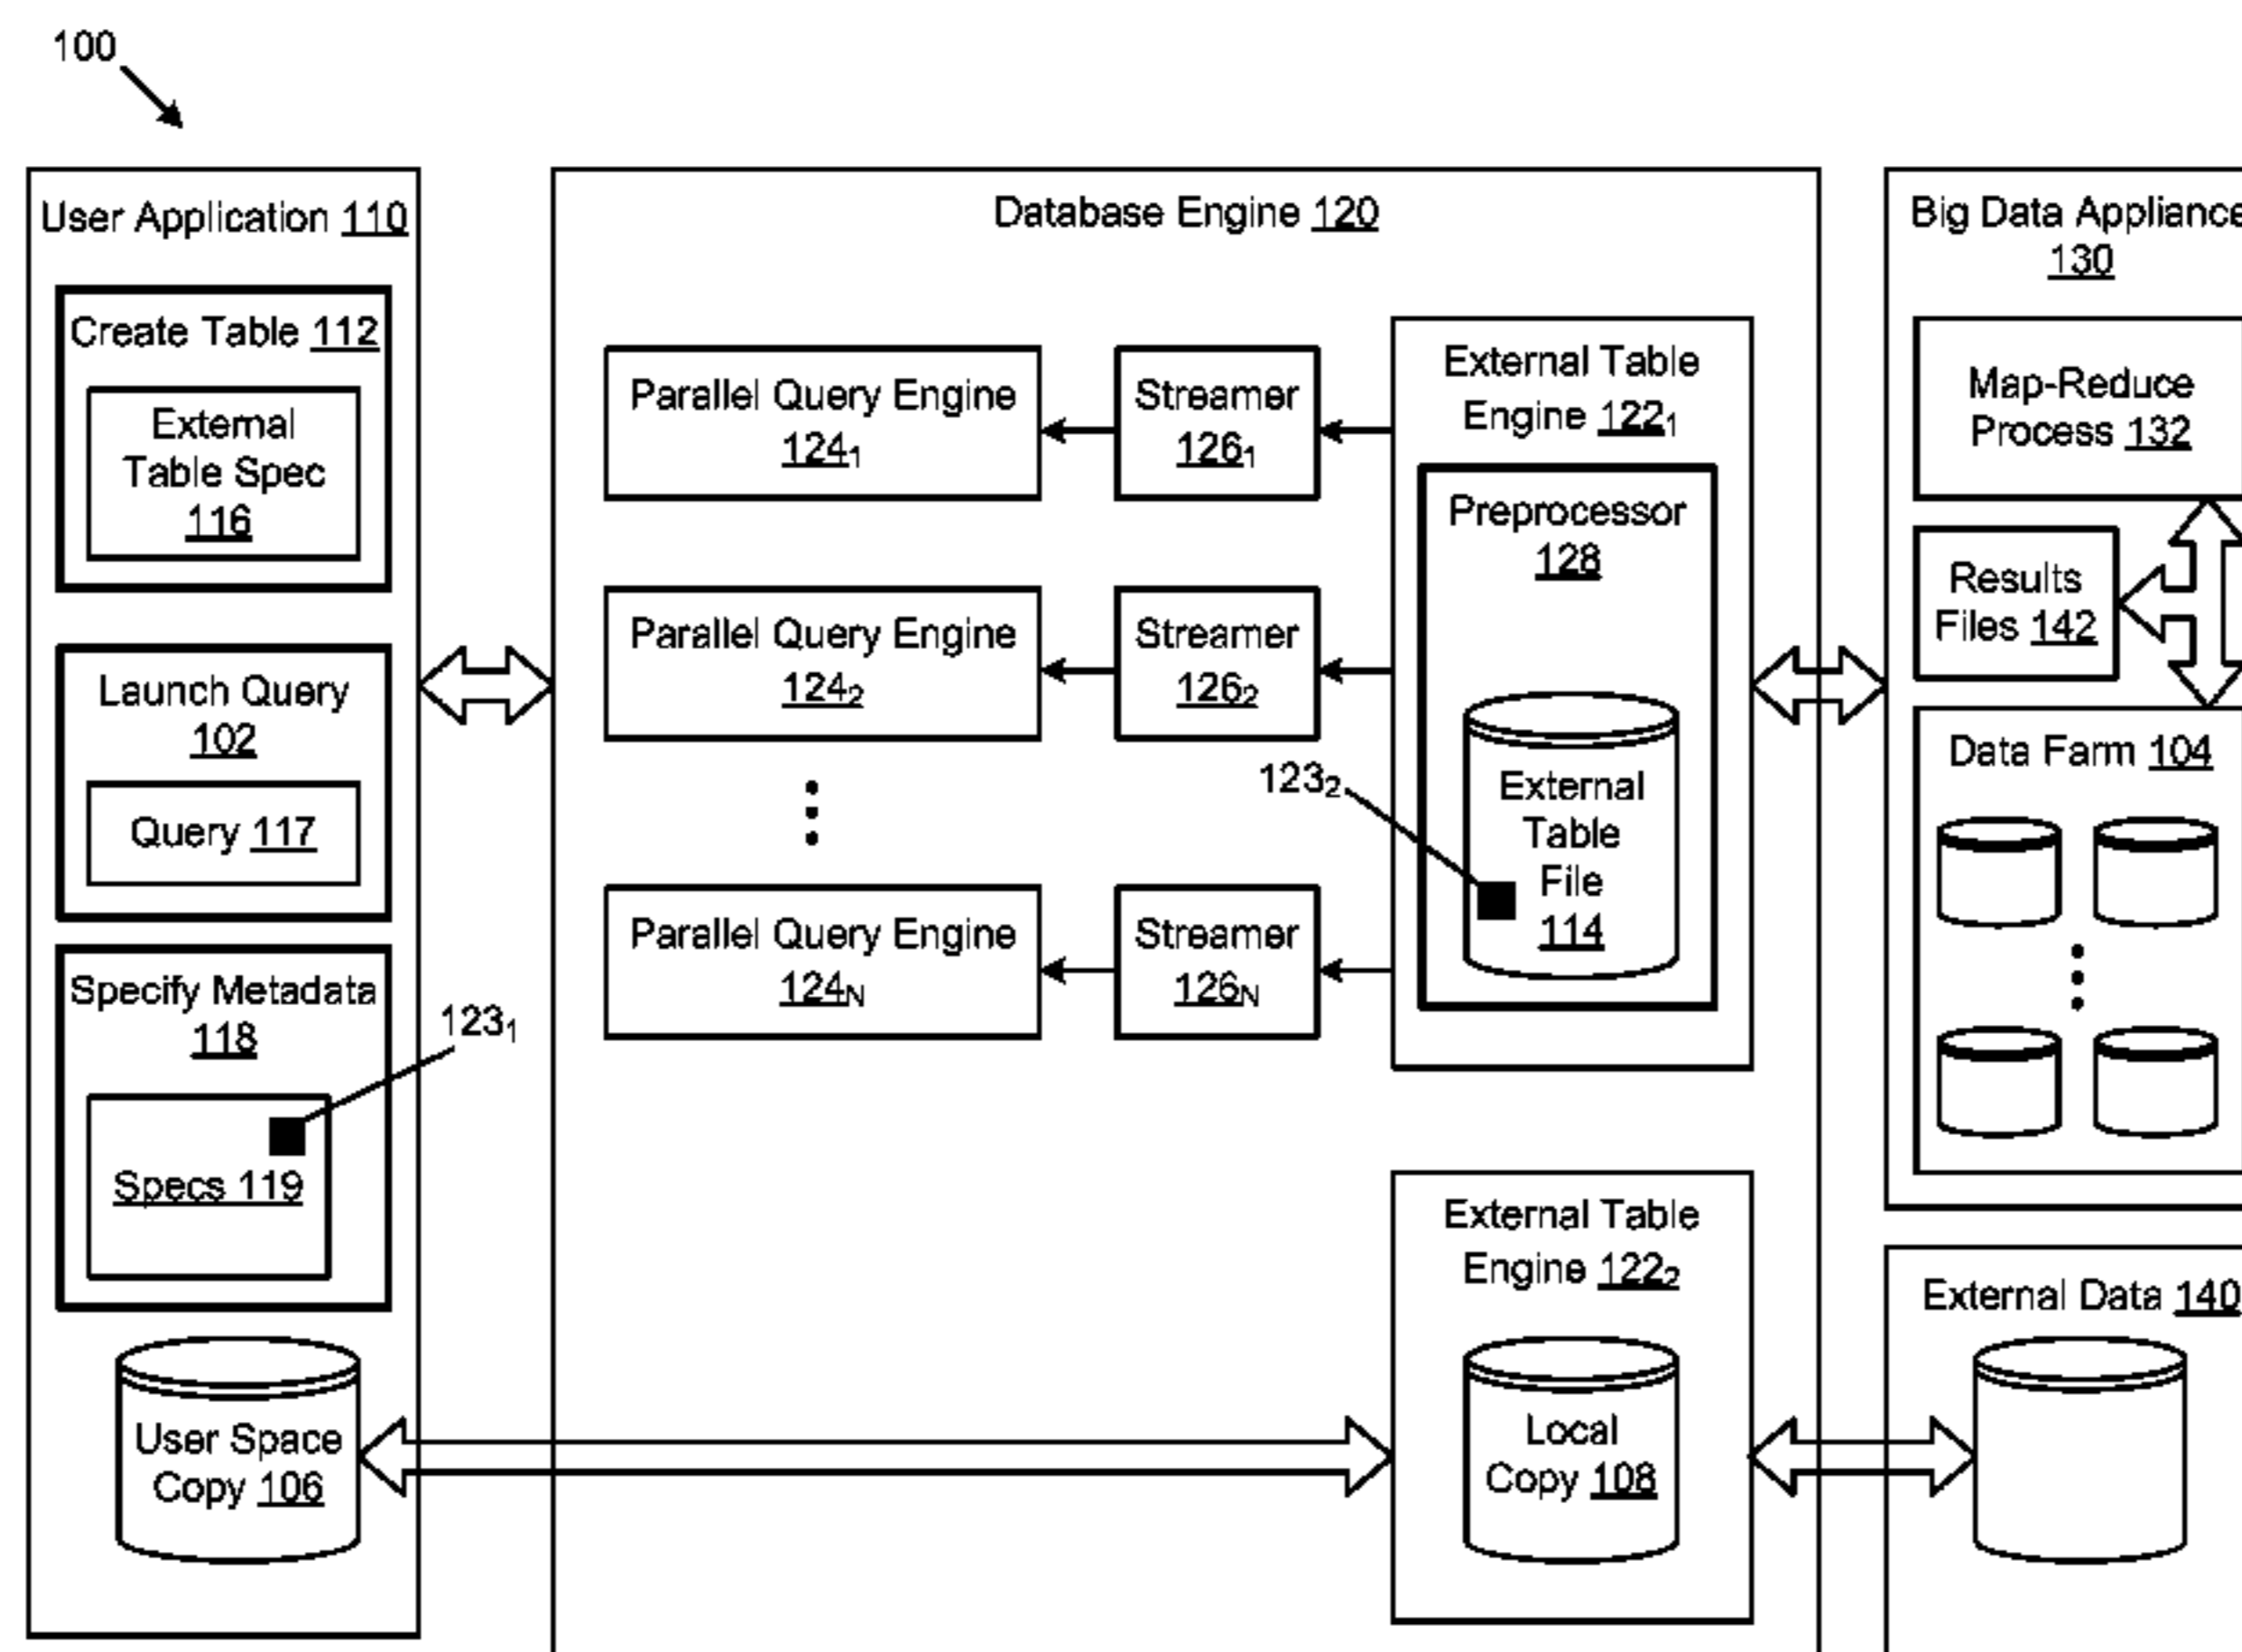 100
User Application 110
Create Table 112
External
Table Spec
116
Launch Query
102
Query 117
Specify Metadata
118
123₁
Specs 119
User Space
Copy 106
Database Engine 120
Parallel Query Engine
124₁
Streamer
126₁
Parallel Query Engine
124₂
Streamer
126₂
Parallel Query Engine
124N
Streamer
126N
External Table
Engine 122₁
Preprocessor
128
123₂
External
Table
File
114
External Table
Engine 122₂
Local
Copy 108
Big Data Appliance
130
Map-Reduce
Process 132
Results
Files 142
Data Farm 104
External Data 140